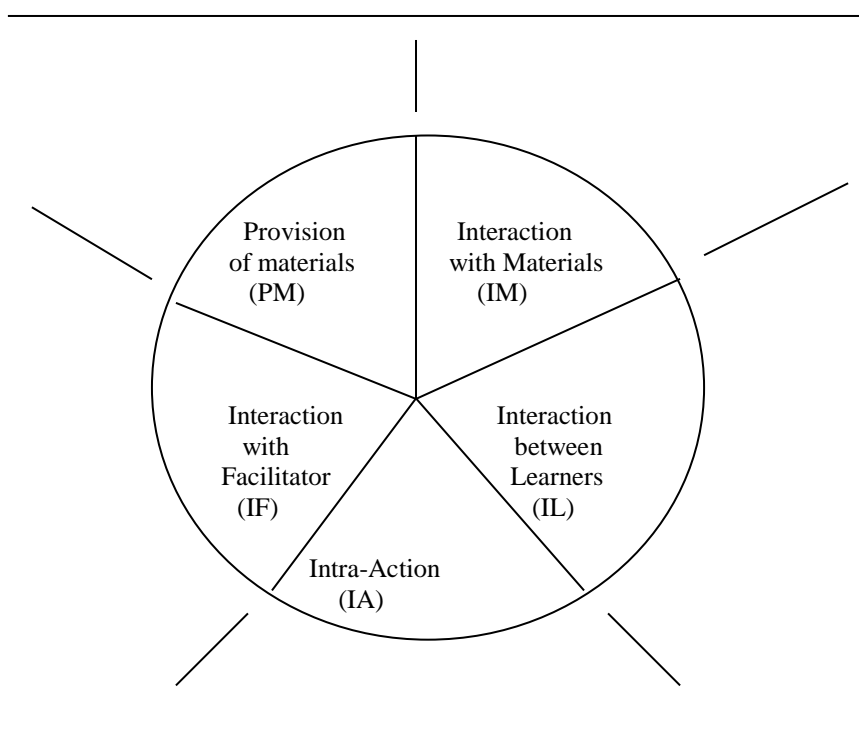 Provision
of materials
(PM)
Interaction
with Materials
(IM)
Interaction
with
Facilitator
(IF)
Interaction
between
Learners
(IL)
Intra-Action
(IA)